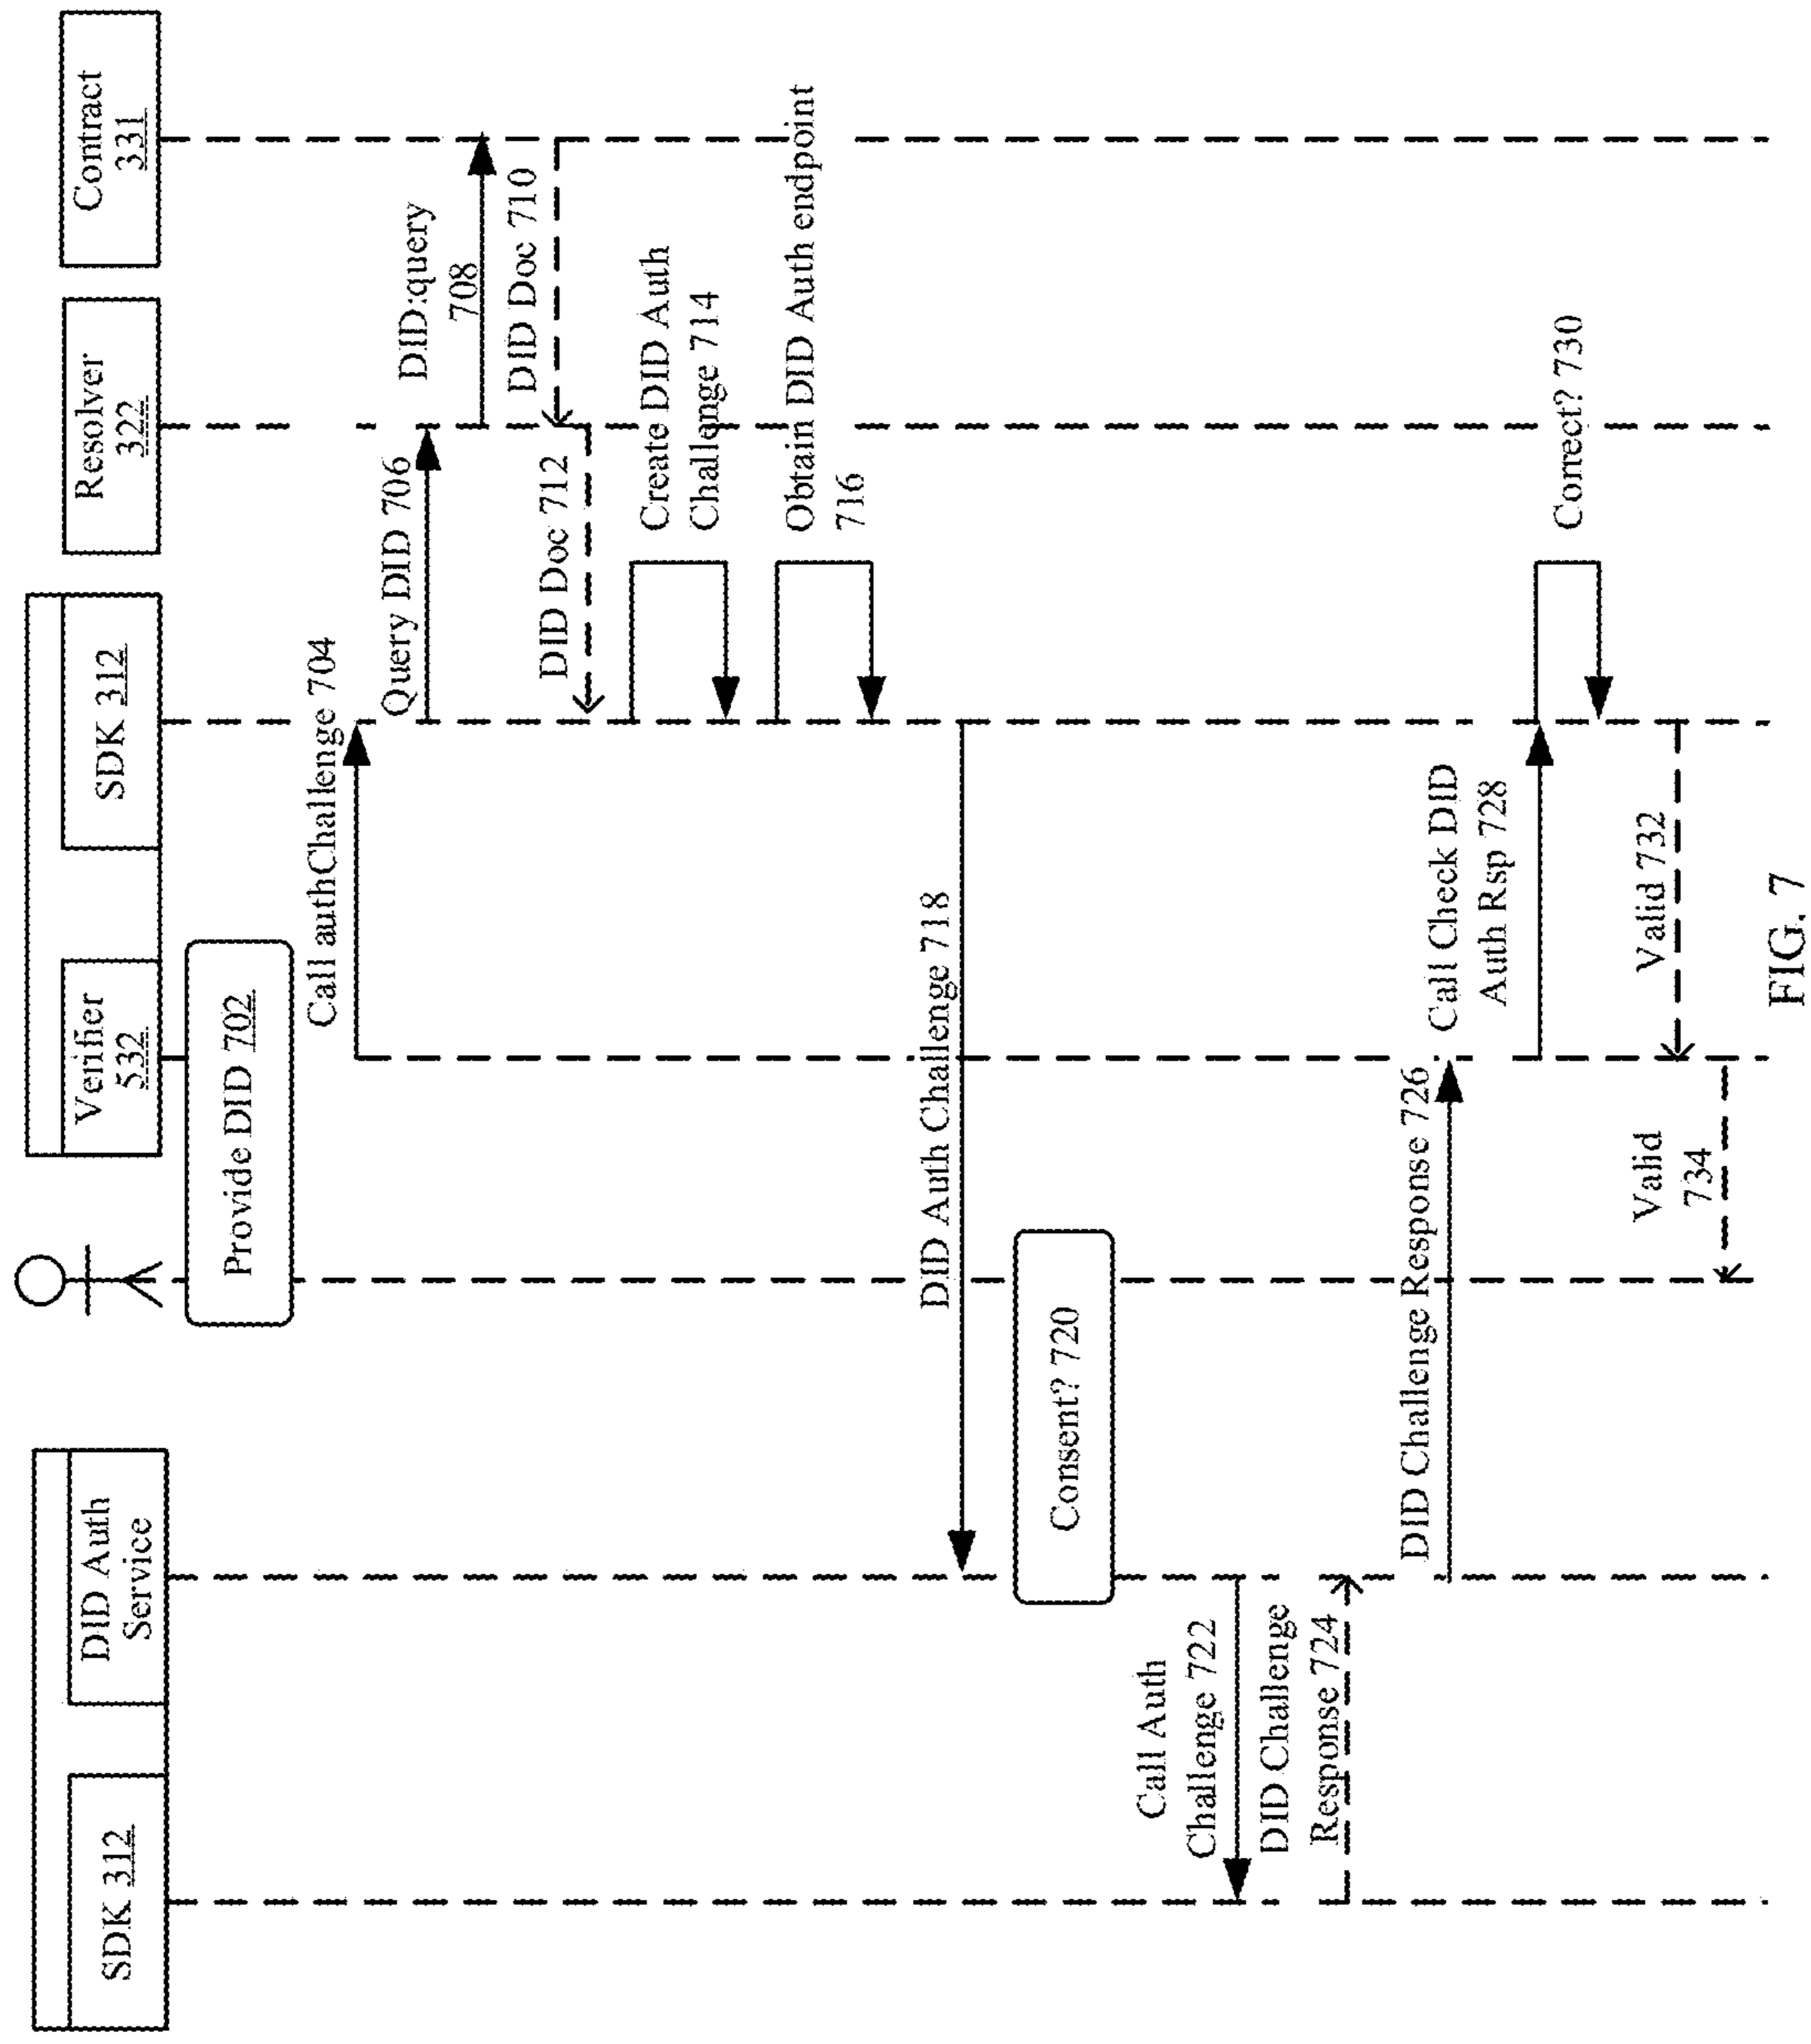 SDK 312
DID Auth
Service
Verifier
532
SDK 312
Resolver
322
Contract
331
Provide DID 702
Call authChallenge 704
Query DID 706
DID:query
708
DID Doc 710
DID Doc 712
Create DID Auth
Challenge 714
Obtain DID Auth endpoint
716
DID Auth Challenge 718
Consent? 720
Call Auth
Challenge 722
DID Challenge
Response 724
DID Challenge Response 726
Call Check DID
Auth Rsp 728
Correct? 730
Valid 732
Valid
734
FIG. 7